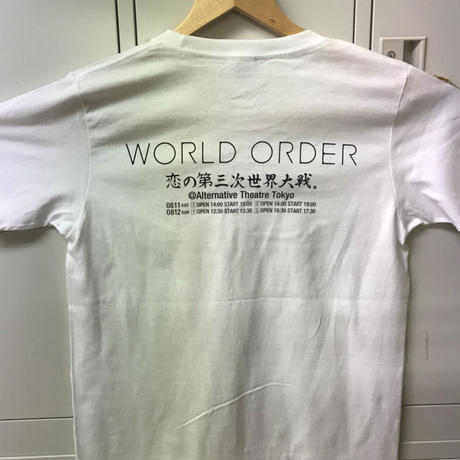 WORLD ORDER
恋の第三次世界大戦。
@Alternative Theatre Tokyo
0811 sat ① OPEN 14:00 START 15:00 ② OPEN 18:00 START 19:00
0812 sun ① OPEN 12:30 START 13:30 ② OPEN 16:30 START 17:30